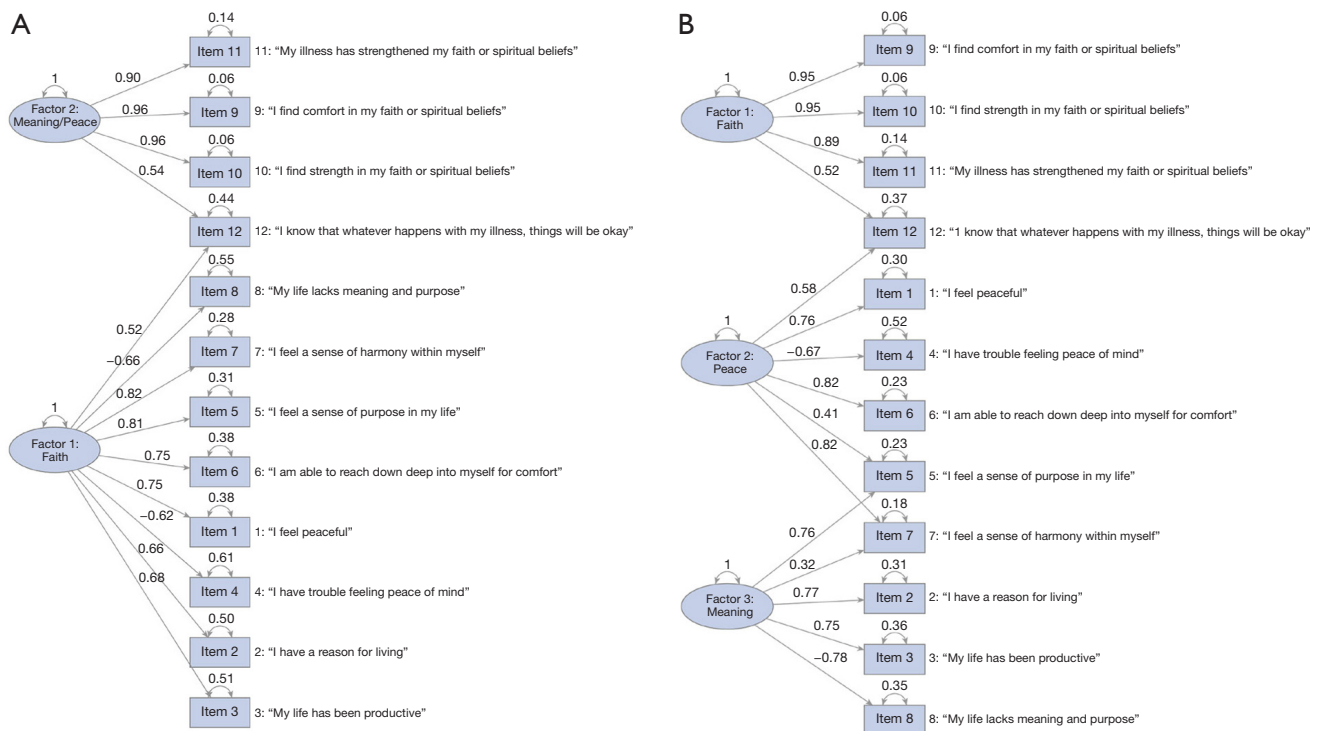 A
0.14
Item 11
11: “My illness has strengthened my faith or spiritual beliefs”
0.90
1
Factor 2:
Meaning/Peace
0.06
0.96
Item 9
9: “I find comfort in my faith or spiritual beliefs”
0.96
0.06
Item 10
10: “I find strength in my faith or spiritual beliefs”
0.54
0.44
Item 12
12: “I know that whatever happens with my illness, things will be okay”
0.55
Item 8
8: “My life lacks meaning and purpose”
0.52
0.28
Item 7
7: “I feel a sense of harmony within myself”
−0.66
0.82
0.31
Item 5
5: “I feel a sense of purpose in my life”
1
0.81
Factor 1:
Faith
0.38
0.75
Item 6
6: “I am able to reach down deep into myself for comfort”
0.75
0.38
Item 1
1: “I feel peaceful”
−0.62
0.66
0.61
Item 4
4: “I have trouble feeling peace of mind”
0.68
0.50
Item 2
2: “I have a reason for living”
0.51
Item 3
3: “My life has been productive”
B
0.06
Item 9
9: “I find comfort in my faith or spiritual beliefs”
0.95
1
Factor 1:
Faith
0.06
0.95
Item 10
10: “I find strength in my faith or spiritual beliefs”
0.89
0.14
Item 11
11: “My illness has strengthened my faith or spiritual beliefs”
0.52
0.37
Item 12
12: “1 know that whatever happens with my illness, things will be okay”
0.58
0.30
Item 1
1: “I feel peaceful”
0.76
1
Factor 2:
Peace
0.52
−0.67
Item 4
4: “I have trouble feeling peace of mind”
0.82
0.23
Item 6
6: “I am able to reach down deep into myself for comfort”
0.41
0.82
0.23
Item 5
5: “I feel a sense of purpose in my life”
0.76
0.18
Item 7
7: “I feel a sense of harmony within myself”
0.32
1
Factor 3:
Meaning
0.31
0.77
Item 2
2: “I have a reason for living”
0.75
0.36
Item 3
3: “My life has been productive”
−0.78
0.35
Item 8
8: “My life lacks meaning and purpose”